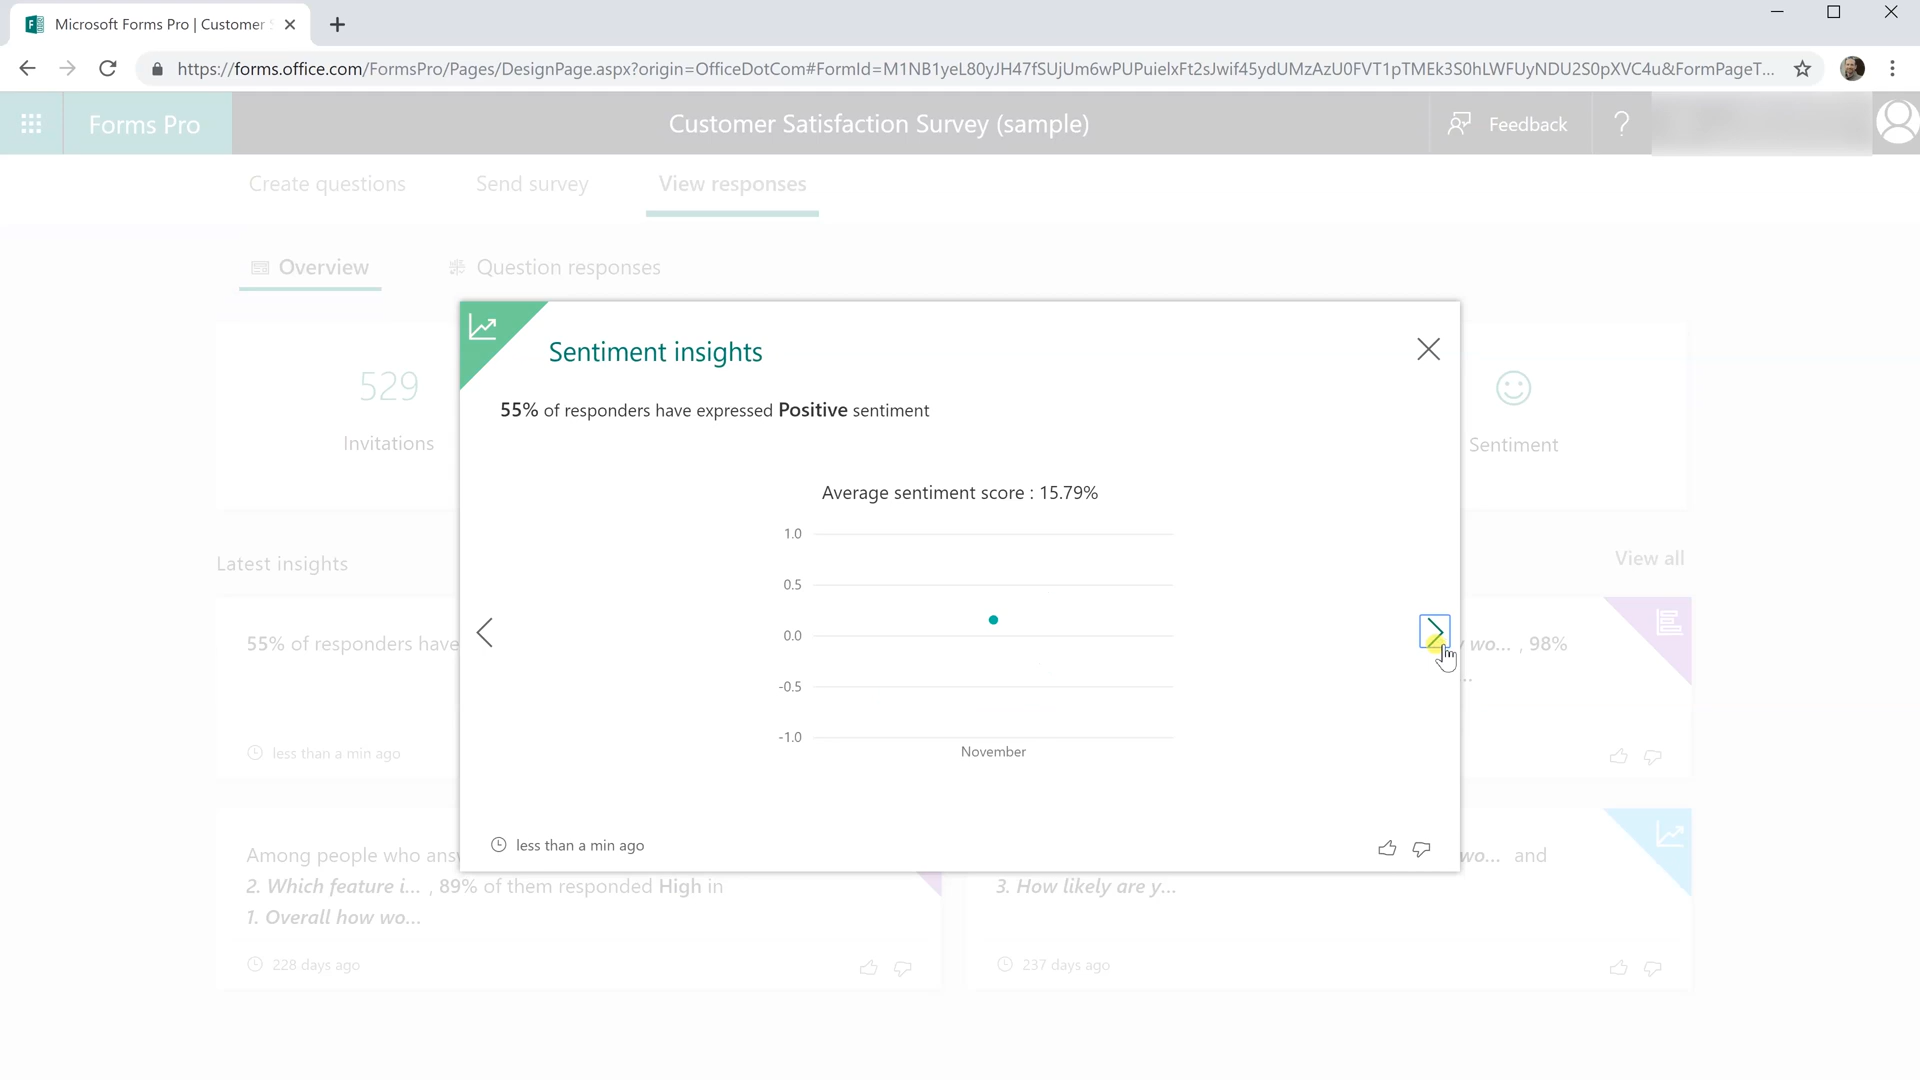 Microsoft Forms Pro | Customer S
https://forms.office.com/FormsPro/Pages/DesignPage.aspx?origin=OfficeDotCom#FormId=M1NB1yeL80yJH47fSUjUm6wPUPuielxFt2sJwif45ydUMzAzU0FVT1pTMEk3S0hLWFUyNDU2S0pXVC4u&FormPageT...
Forms Pro
Customer Satisfaction Survey (sample)
Feedback
?
Create questions
Send survey
View responses
Overview
Question responses
Sentiment insights
55% of responders have expressed Positive sentiment
529
Invitations
Sentiment
Average sentiment score : 15.79%
1.0
0.5
0.0
-0.5
-1.0
November
less than a min ago
Latest insights
View all
55% of responders have
wo... , 98%
less than a min ago
Among people who answ
2. Which feature i... , 89% of them responded High in
1. Overall how wo...
228 days ago
wo... and
3. How likely are y...
237 days ago